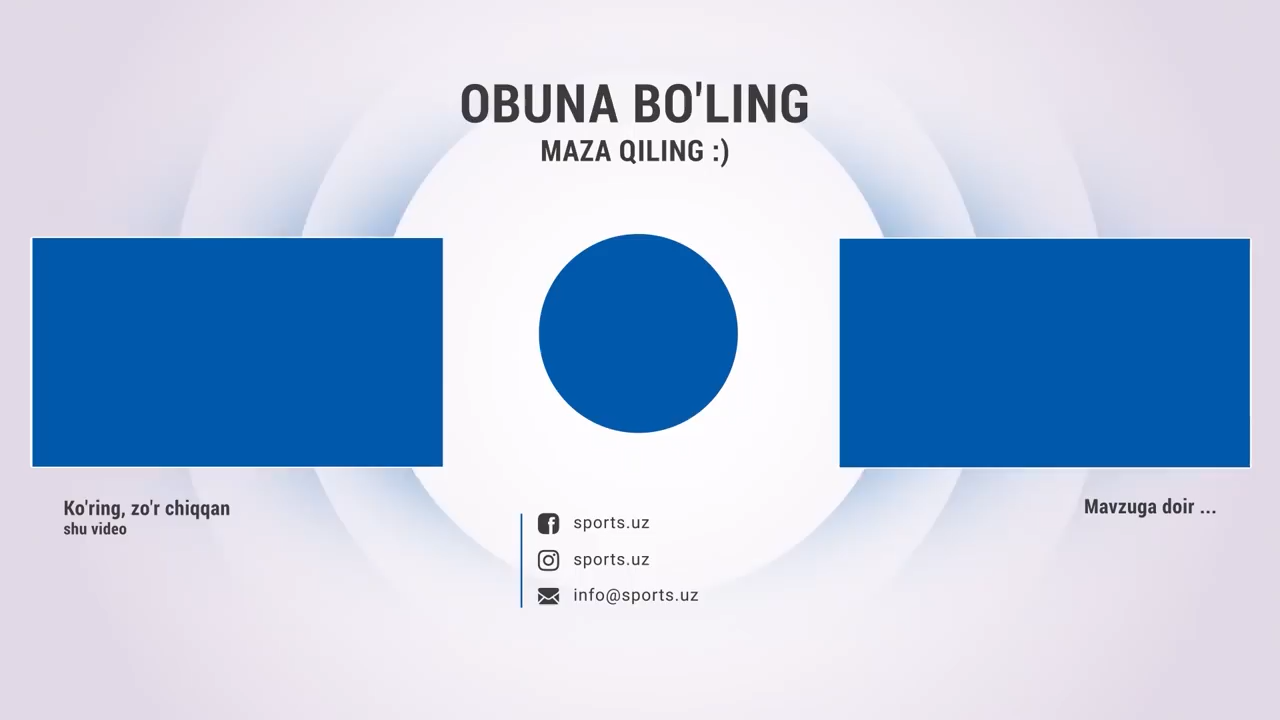 OBUNA BO'LING
MAZA QILING :)
Ko'ring, zo'r chiqqan
shu video
Mavzuga doir ...
sports.uz
sports.uz
info@sports.uz